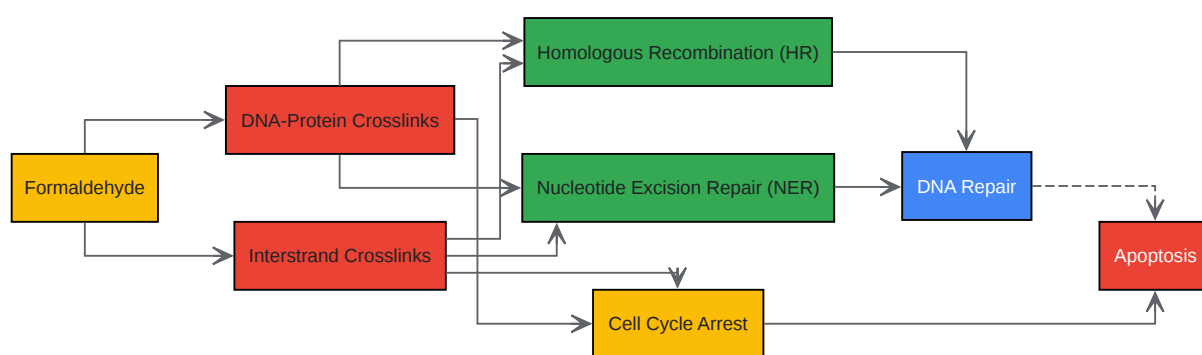 Homologous Recombination (HR)
DNA-Protein Crosslinks
Formaldehyde
Nucleotide Excision Repair (NER)
DNA Repair
Interstrand Crosslinks
Apoptosis
Cell Cycle Arrest